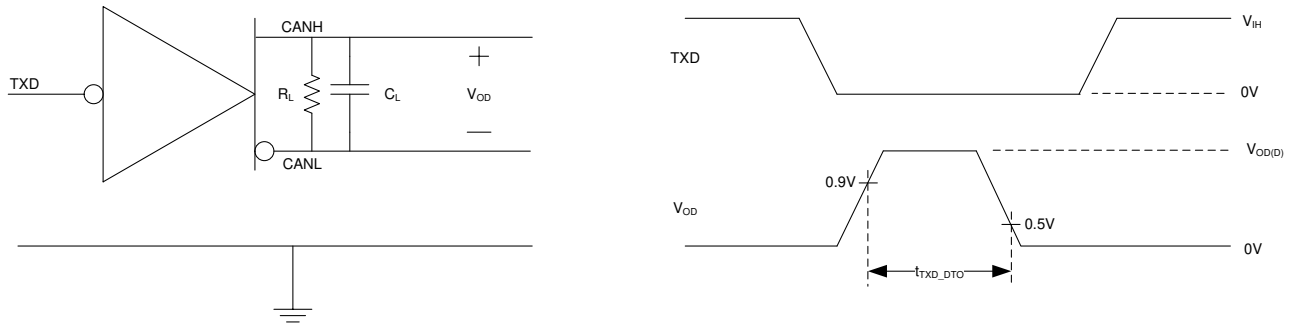 CANH
TXD
R_L
C_L
+
V_OD
—
CANL
TXD
V_IH
0V
V_OD
0.9V
V_OD(D)
0.5V
0V
t_TXD_DTO